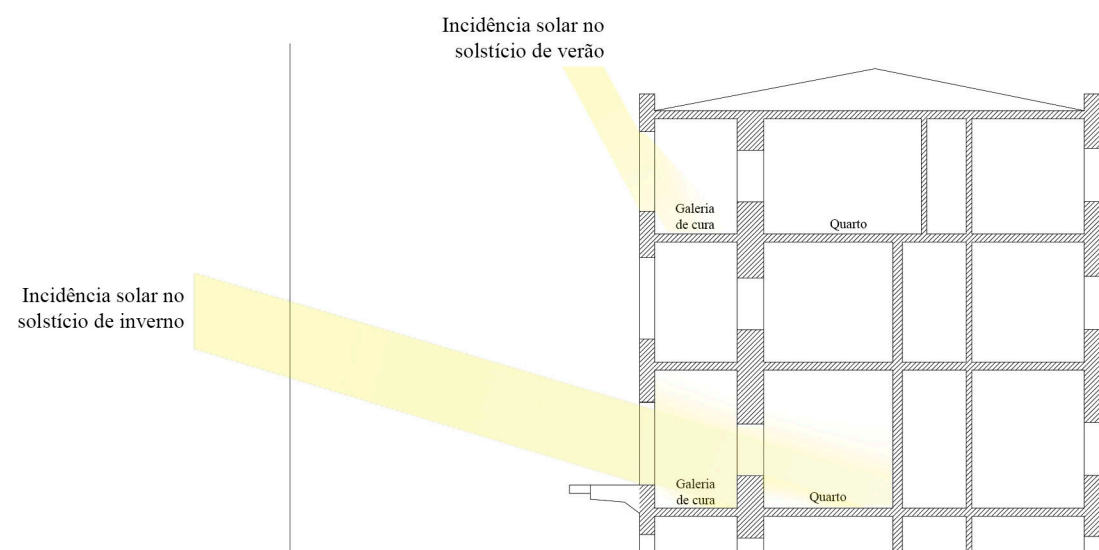 Incidência solar no
solstício de verão
Galeria
de cura
Quarto
Incidência solar no
solstício de inverno
Galeria
de cura
Quarto